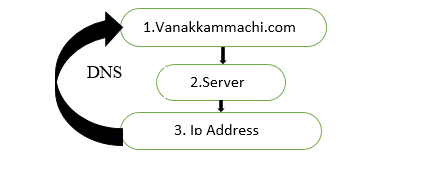 1.Vanakkammachi.com
DNS
2.Server
3. Ip Address